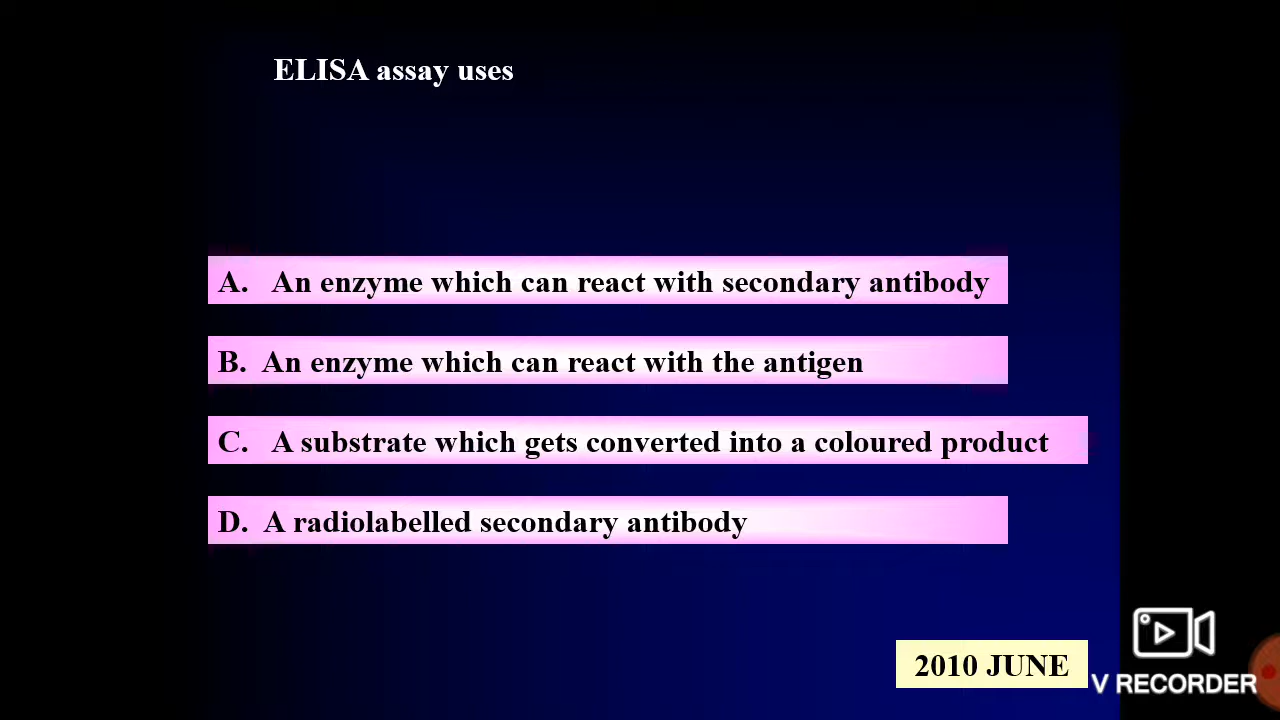 ELISA assay uses
A. An enzyme which can react with secondary antibody
B. An enzyme which can react with the antigen
C. A substrate which gets converted into a coloured product
D. A radiolabelled secondary antibody
2010 JUNE
V RECORDER